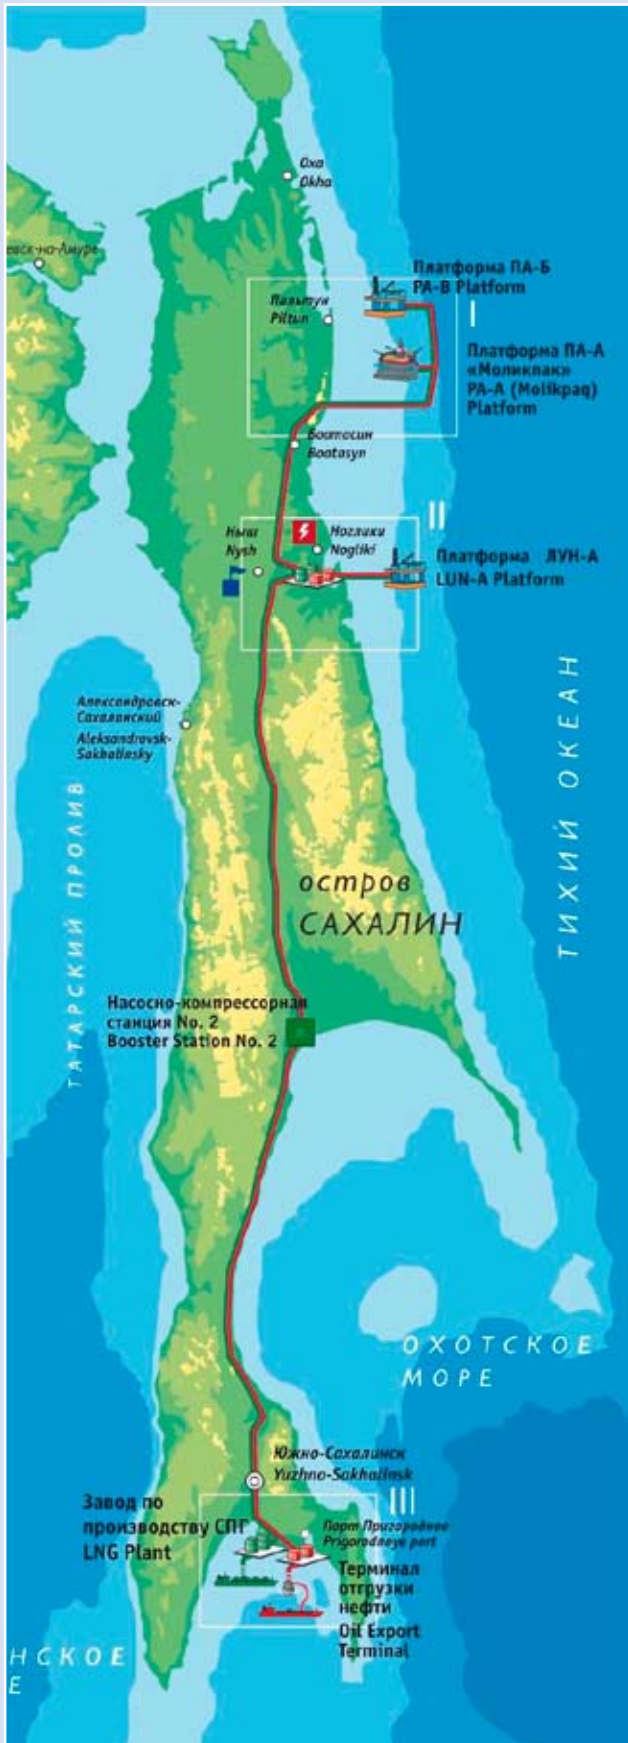 Оха
Okha
евск-на-Амуре
Платформа ПА-Б
PA-B Platform
I
Пильтун
Piltun
Платформа ПА-А
«Моликпак»
PA-A (Molikpaq)
Platform
Боатасин
Boatasyn
II
Ныш
Nysh
Ноглики
Nogliki
Платформа ЛУН-А
LUN-A Platform
Александровск-
Сахалинский
Aleksandrovsk-
Sakhalinsky
ТАТАРСКИЙ ПРОЛИВ
ТИХИЙ ОКЕАН
остров
САХАЛИН
Насосно-компрессорная
станция No. 2
Booster Station No. 2
ОХОТСКОЕ
МОРЕ
Южно-Сахалинск
Yuzhno-Sakhalinsk
III
Завод по
производству СПГ
LNG Plant
Порт Пригородное
Prigorodnoye port
Терминал
отгрузки
нефти
Oil Export
Terminal
НСКОЕ
Е